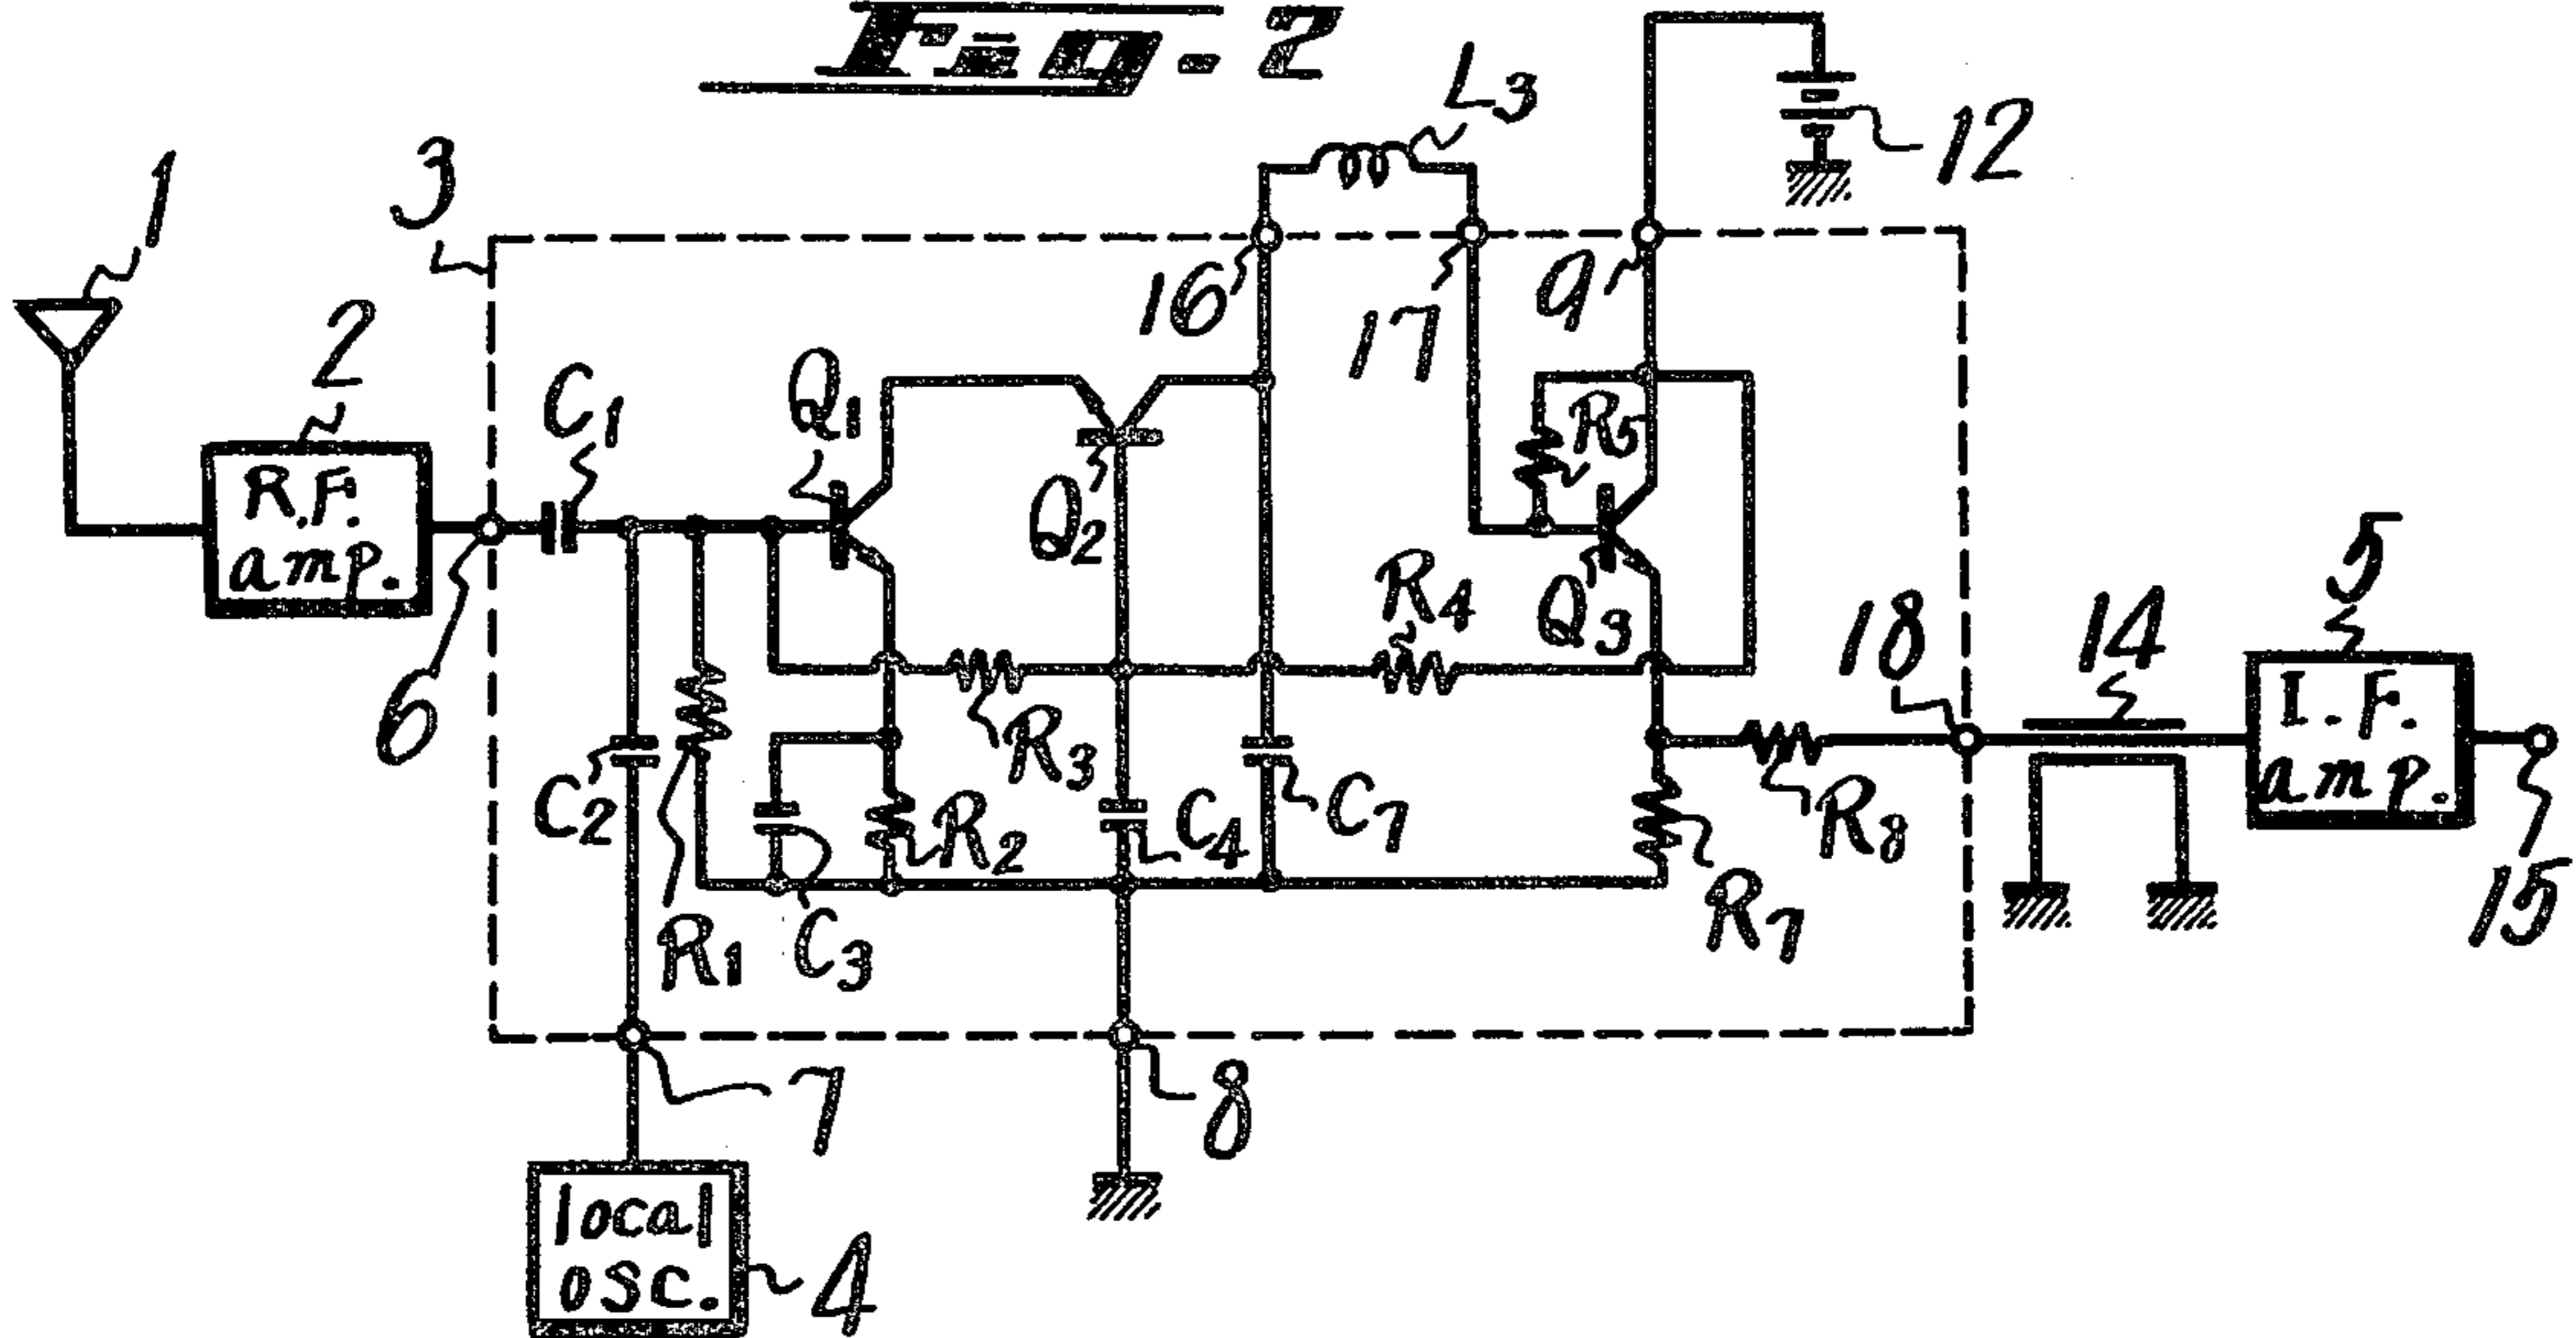 Fig-2
L3
12
3
1
16
17
9
2
C1
Q1
R5
R.F.
amp.
Q2
R4
Q3
5
18
14
6
I.F.
amp.
C2
R3
R2
C4
C7
R8
R1
C3
R7
15
7
8
local
osc.
4